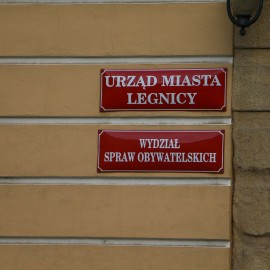 URZĄD MIASTA
LEGNICY
WYDZIAŁ
SPRAW OBYWATELSKICH